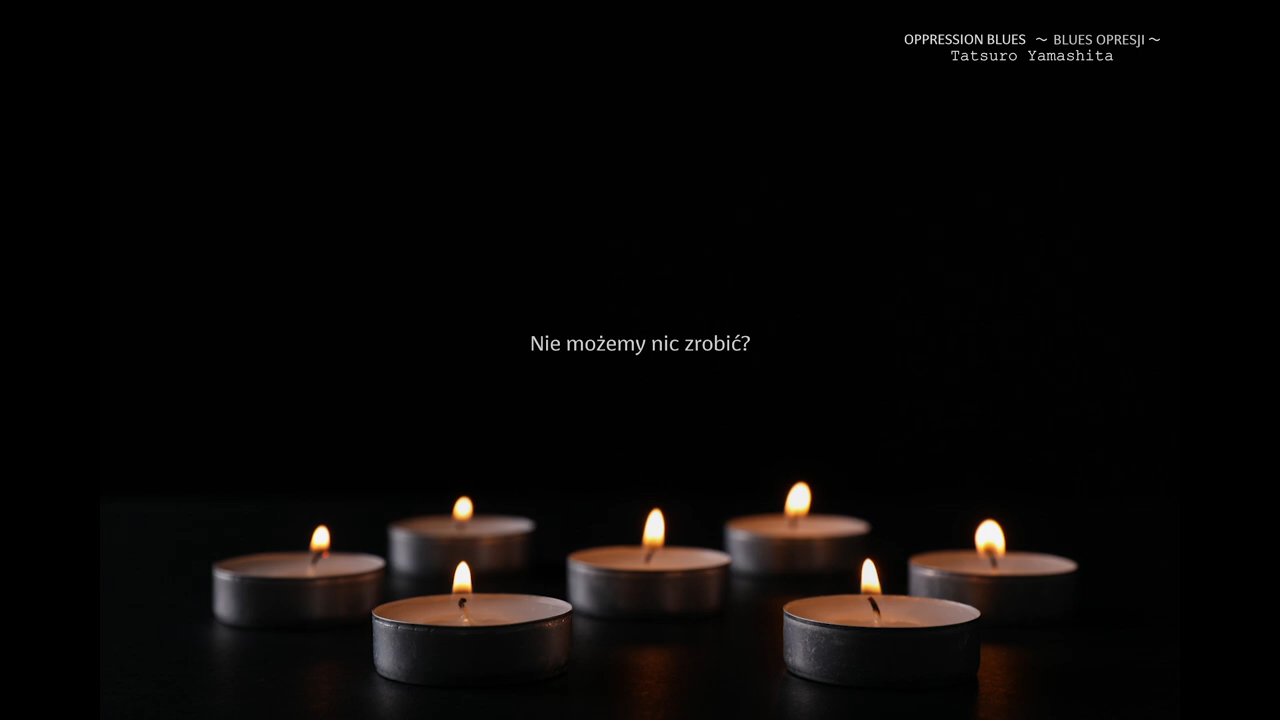 OPPRESSION BLUES 〜 BLUES OPRESJI 〜
Tatsuro Yamashita
Nie możemy nic zrobić?